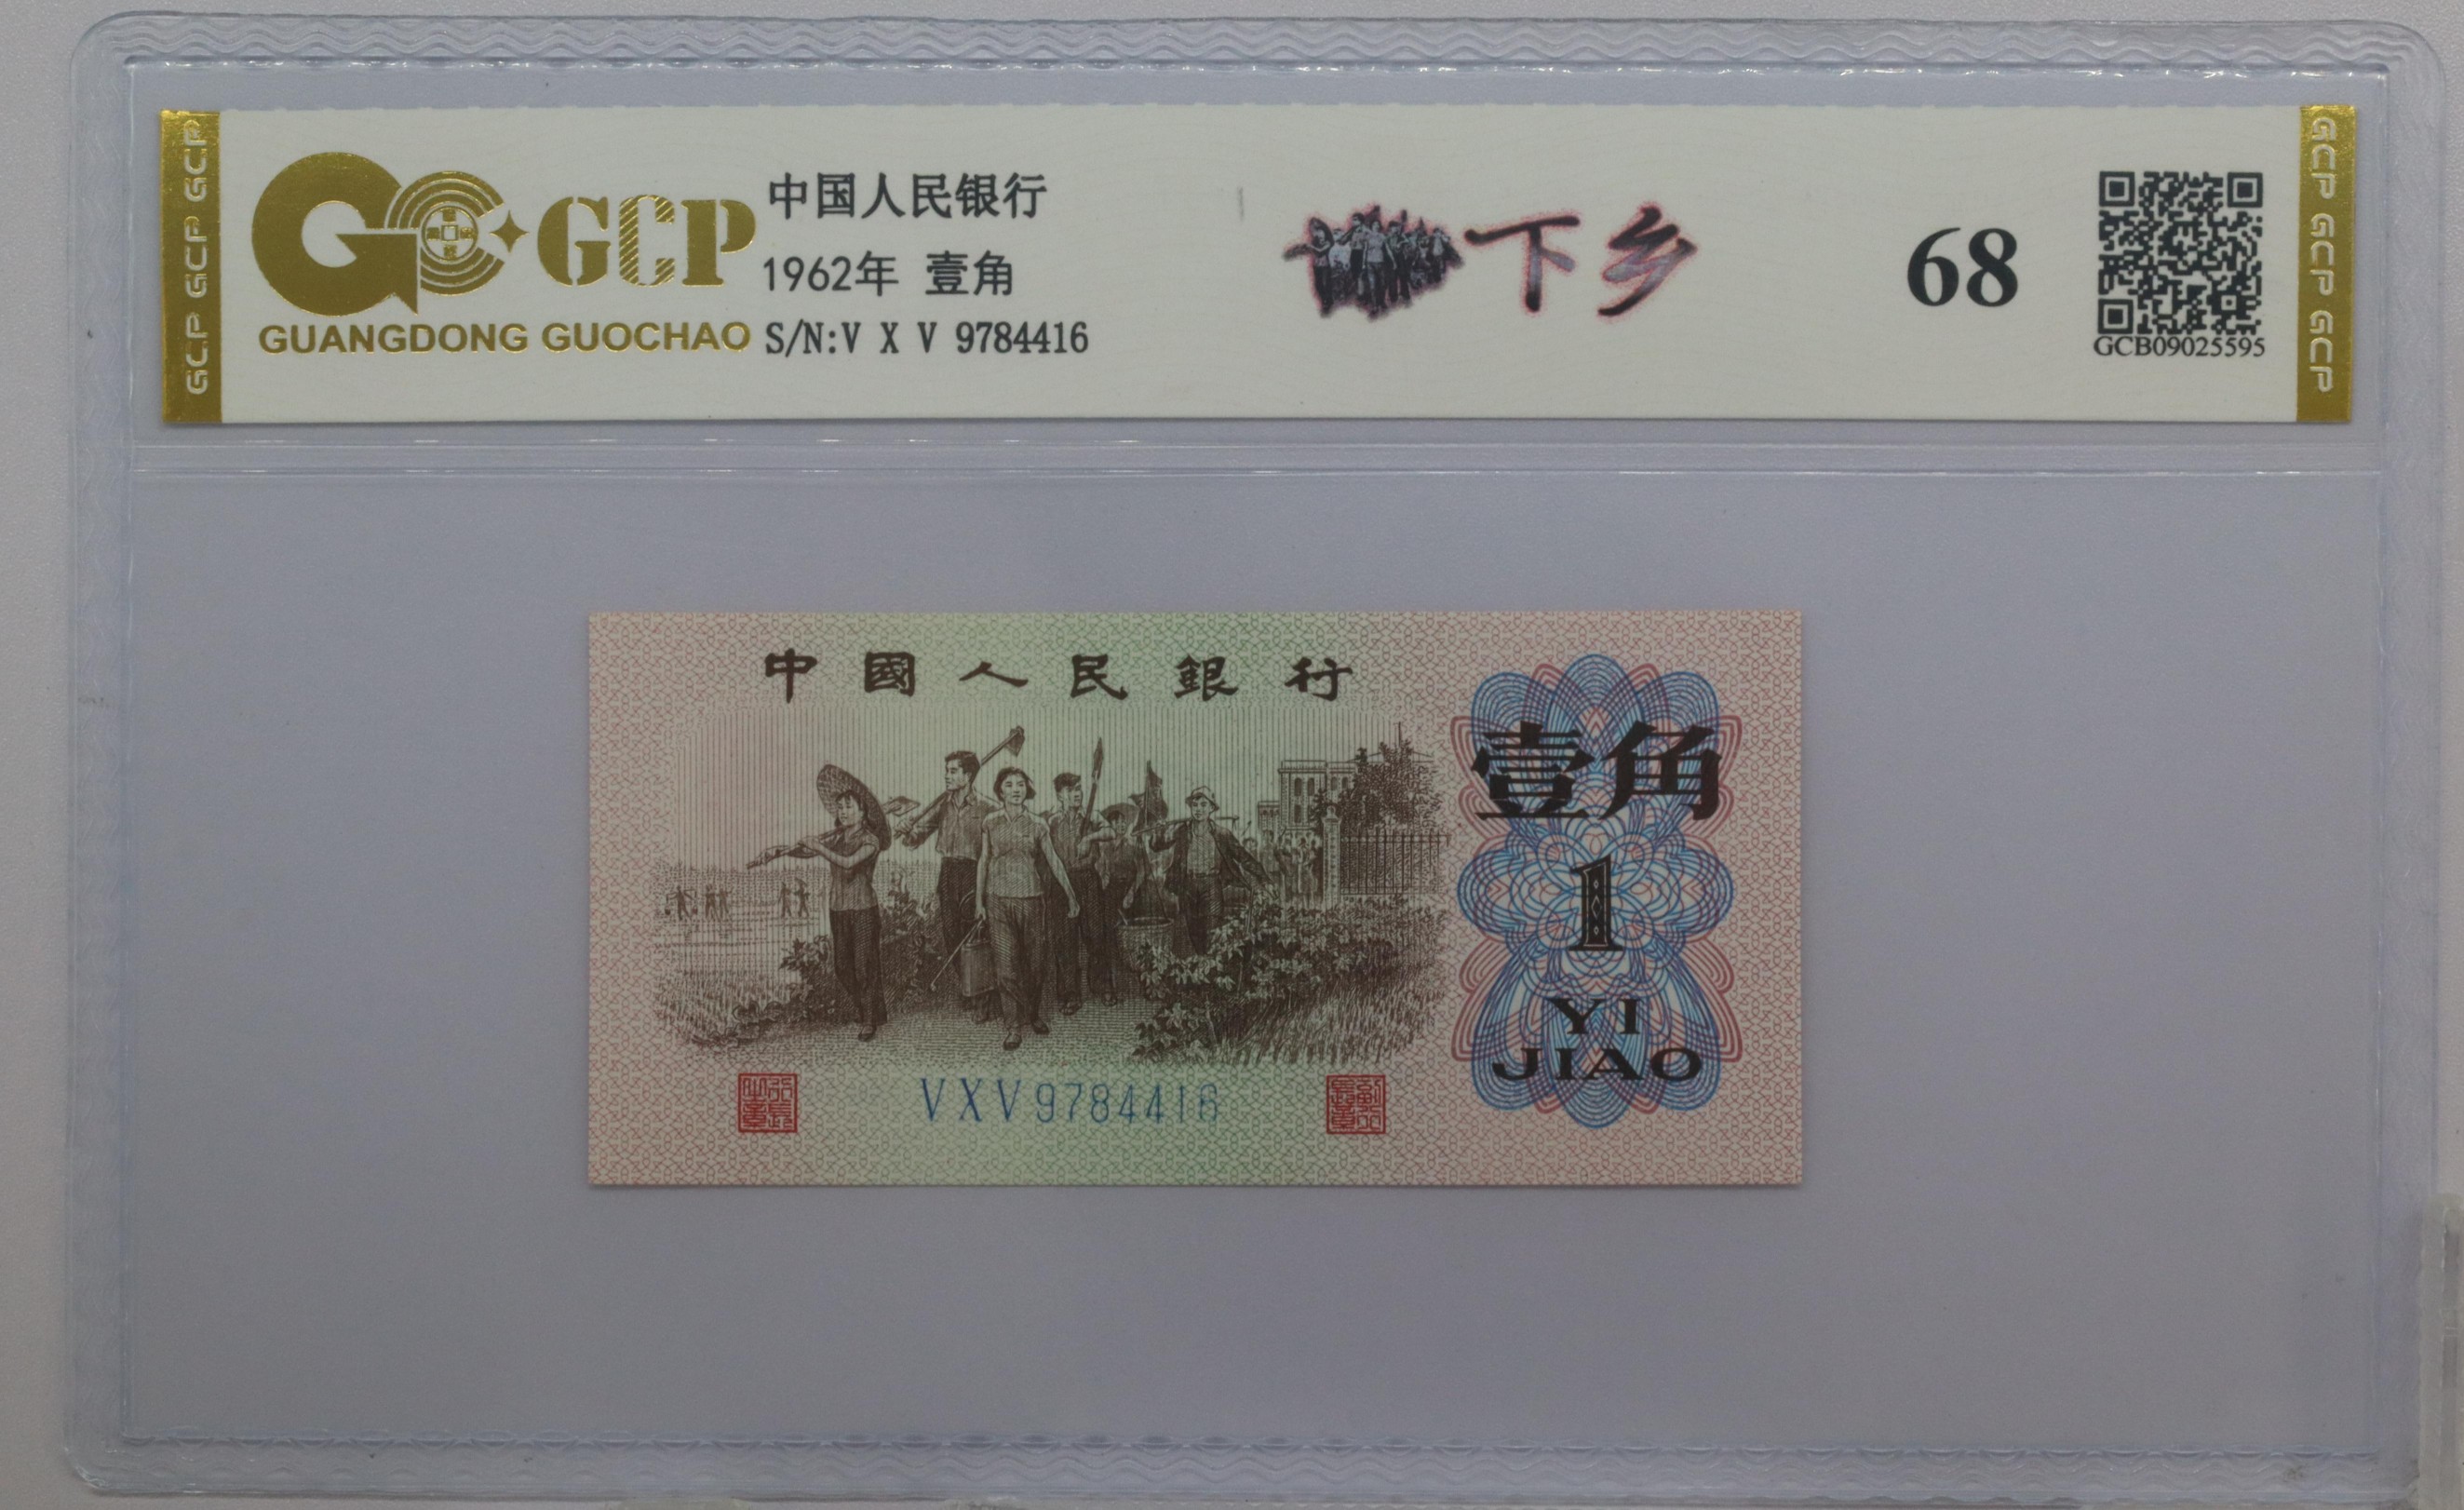 GCP GCP GCP
GCP
GUANGDONG GUOCHAO
中国人民银行
1962年 壹角
S/N:V X V 9784416
下乡
68
GCB09025595
GCP GCP GCP
中國人民銀行
壹角
1
YI
JIAO
VXV9784416